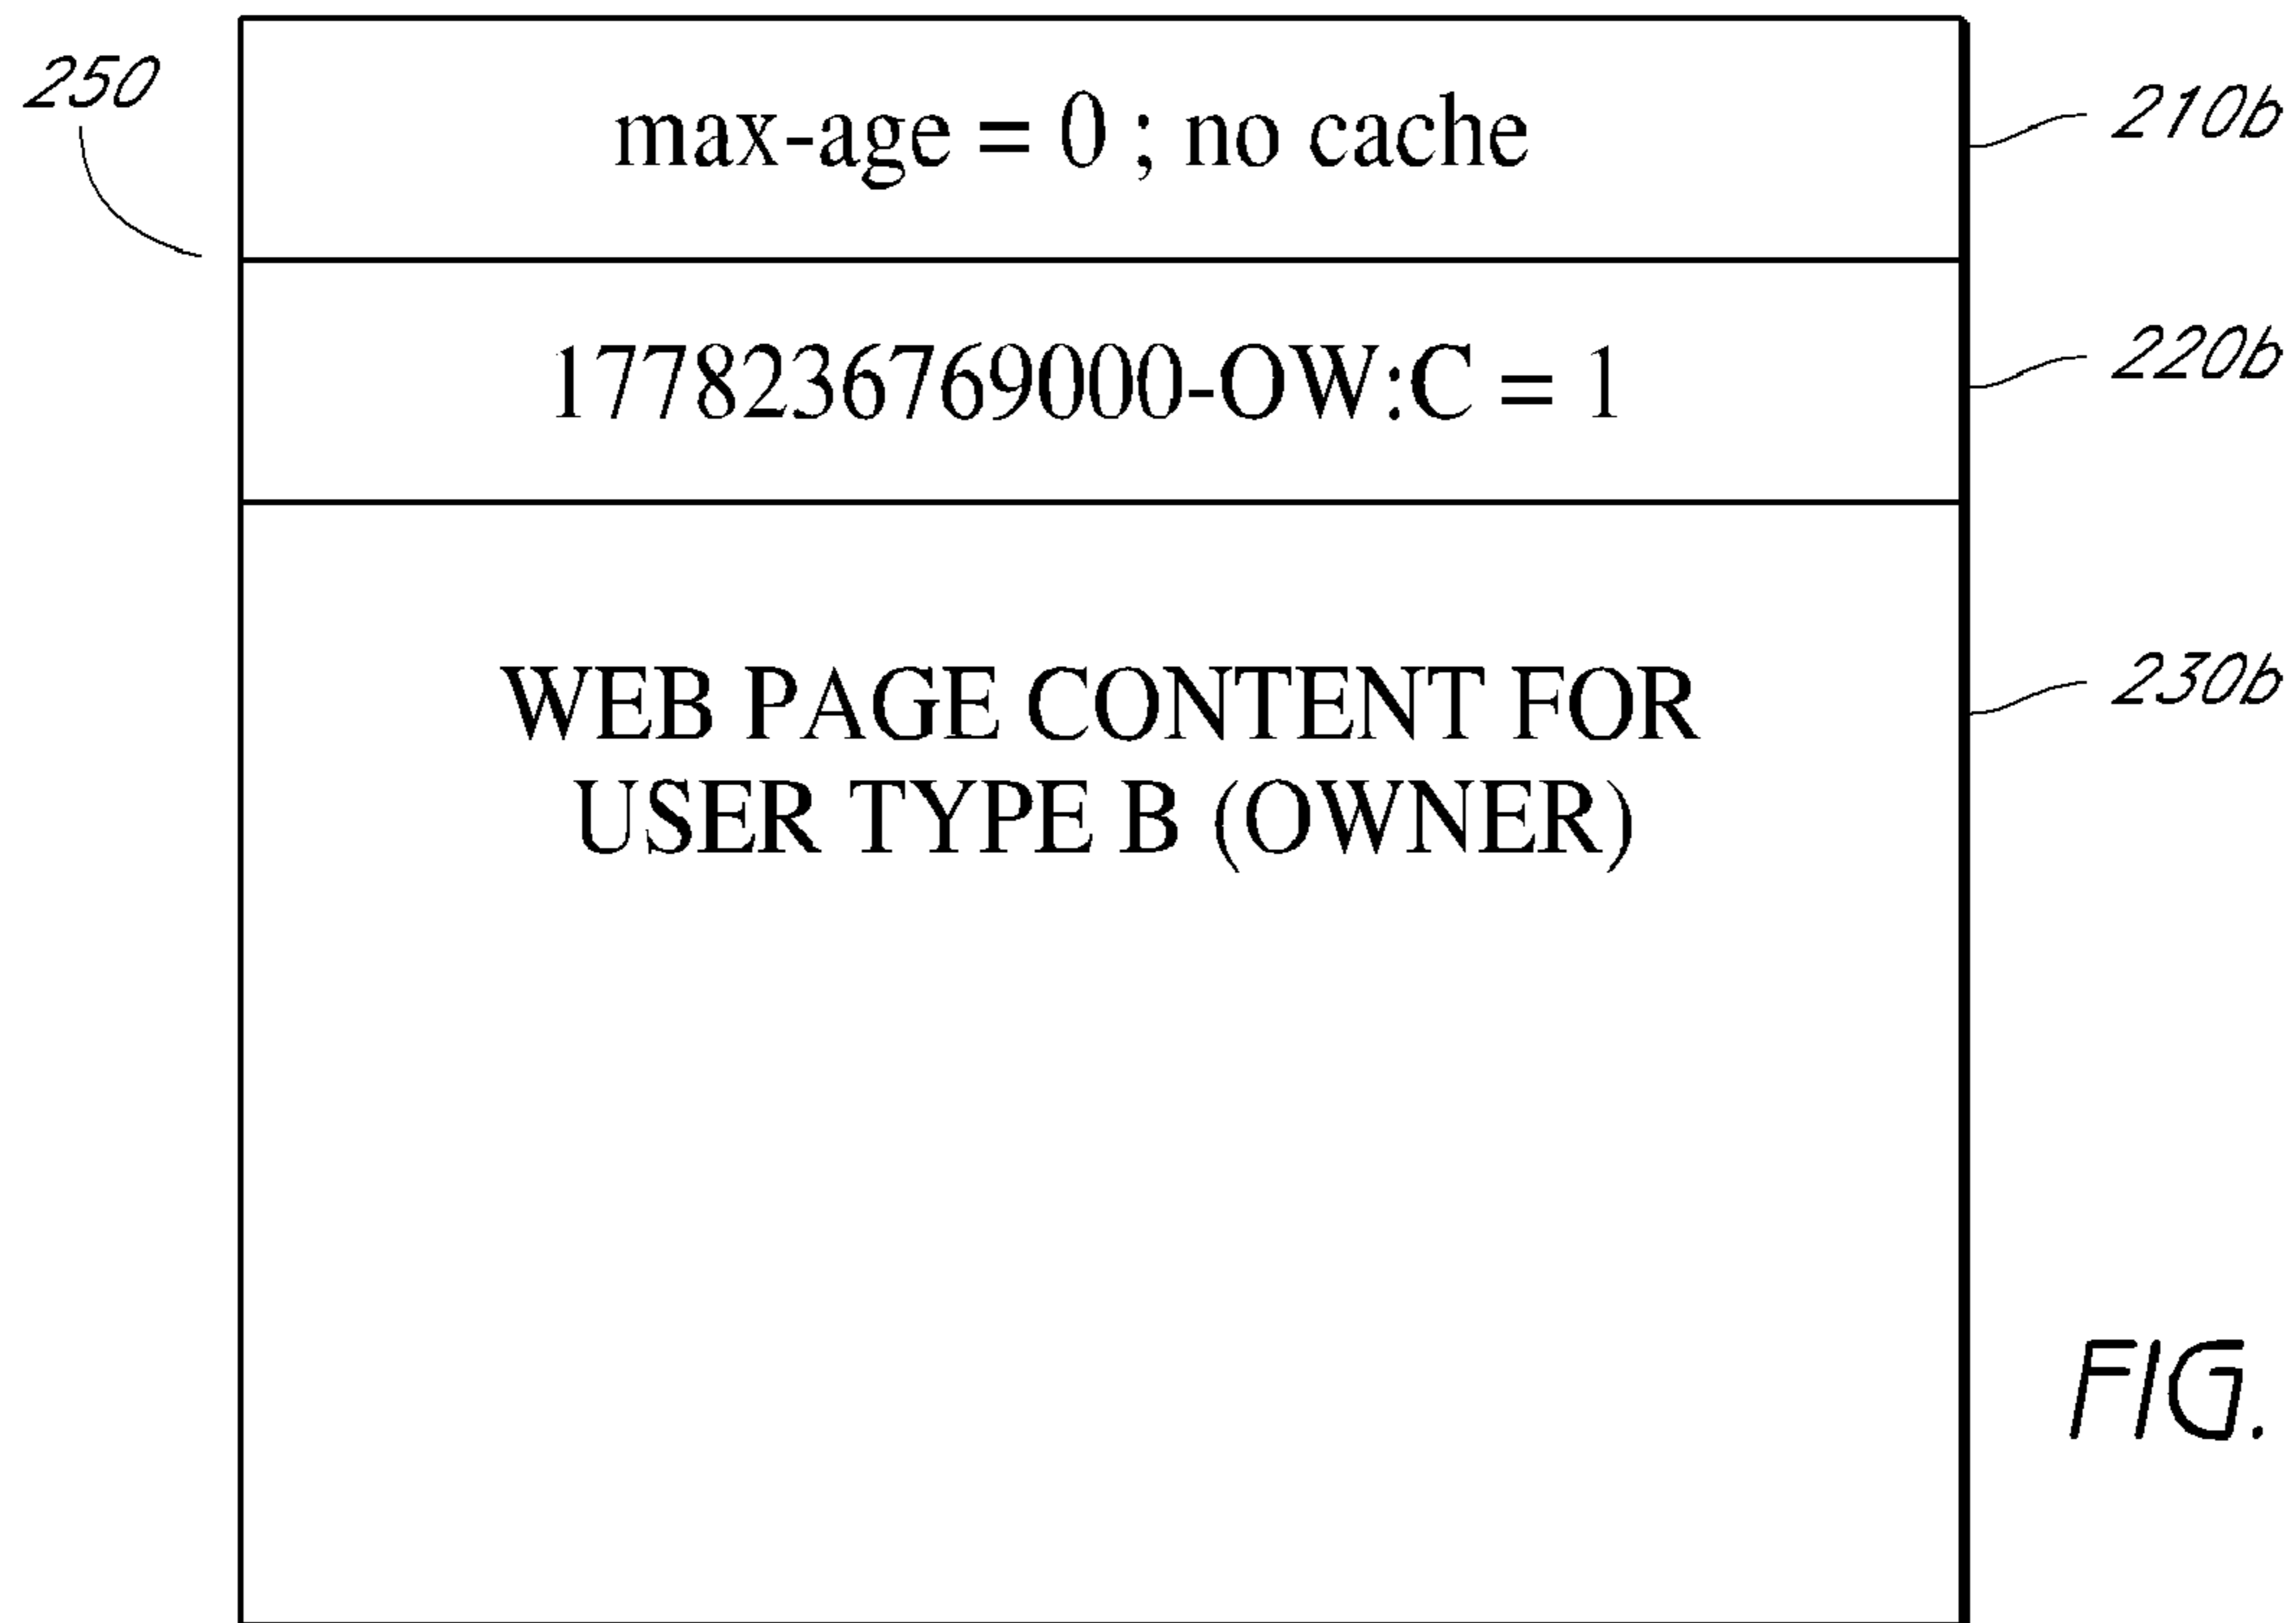 250
max-age = 0 ; no cache
210b
1778236769000-OW:C = 1
220b
WEB PAGE CONTENT FOR
USER TYPE B (OWNER)
230b
FIG.